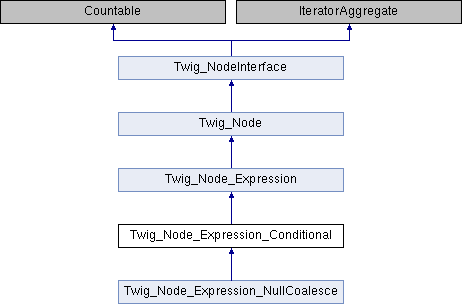 Countable
IteratorAggregate
Twig_NodeInterface
Twig_Node
Twig_Node_Expression
Twig_Node_Expression_Conditional
Twig_Node_Expression_NullCoalesce